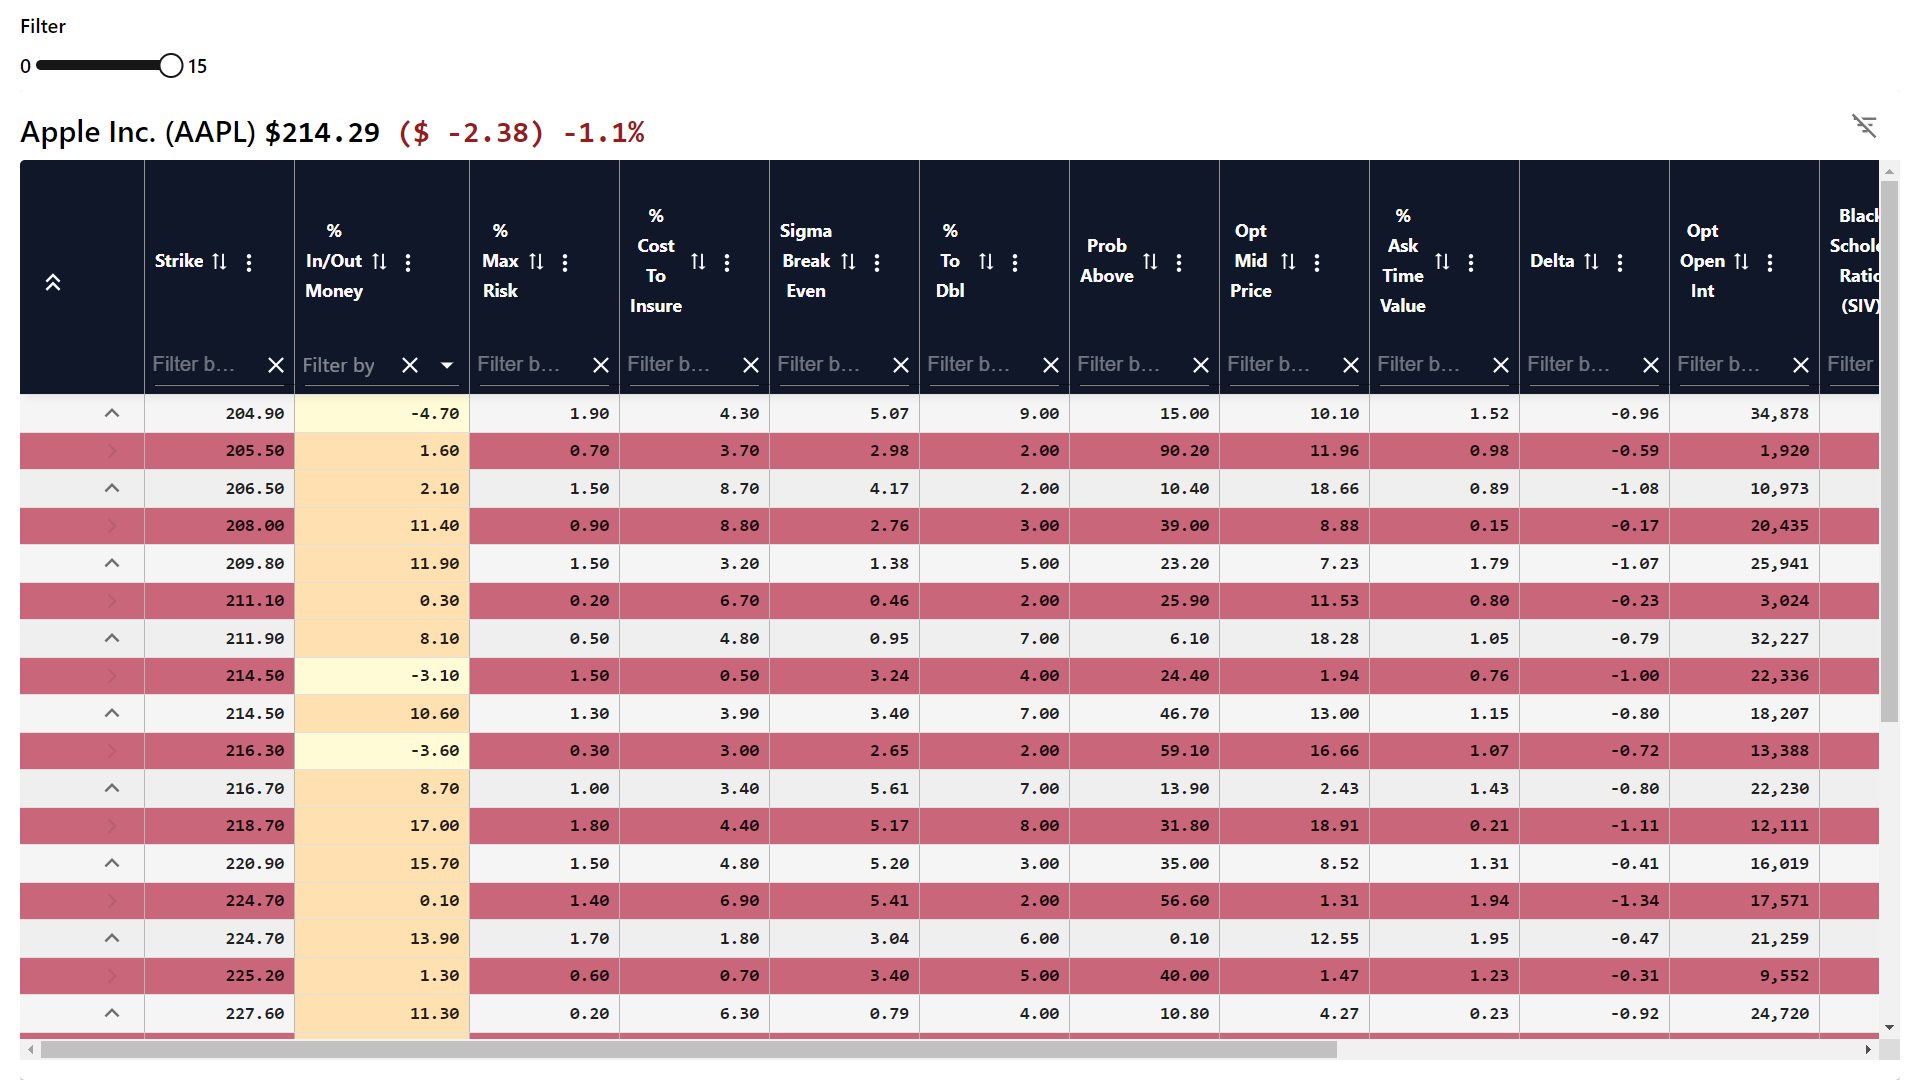 Filter
0 15
Apple Inc. (AAPL) $214.29 ($ -2.38) -1.1%
Strike
% In/Out Money
% Max Risk
% Cost To Insure
Sigma Break Even
% To Dbl
Prob Above
Opt Mid Price
% Ask Time Value
Delta
Opt Open Int
Black Schole Ratio (SIV)
Filter b... Filter by Filter b... Filter b... Filter b... Filter b... Filter b... Filter b... Filter b... Filter b... Filter b... Filter
204.90 -4.70 1.90 4.30 5.07 9.00 15.00 10.10 1.52 -0.96 34,878
205.50 1.60 0.70 3.70 2.98 2.00 90.20 11.96 0.98 -0.59 1,920
206.50 2.10 1.50 8.70 4.17 2.00 10.40 18.66 0.89 -1.08 10,973
208.00 11.40 0.90 8.80 2.76 3.00 39.00 8.88 0.15 -0.17 20,435
209.80 11.90 1.50 3.20 1.38 5.00 23.20 7.23 1.79 -1.07 25,941
211.10 0.30 0.20 6.70 0.46 2.00 25.90 11.53 0.80 -0.23 3,024
211.90 8.10 0.50 4.80 0.95 7.00 6.10 18.28 1.05 -0.79 32,227
214.50 -3.10 1.50 0.50 3.24 4.00 24.40 1.94 0.76 -1.00 22,336
214.50 10.60 1.30 3.90 3.40 7.00 46.70 13.00 1.15 -0.80 18,207
216.30 -3.60 0.30 3.00 2.65 2.00 59.10 16.66 1.07 -0.72 13,388
216.70 8.70 1.00 3.40 5.61 7.00 13.90 2.43 1.43 -0.80 22,230
218.70 17.00 1.80 4.40 5.17 8.00 31.80 18.91 0.21 -1.11 12,111
220.90 15.70 1.50 4.80 5.20 3.00 35.00 8.52 1.31 -0.41 16,019
224.70 0.10 1.40 6.90 5.41 2.00 56.60 1.31 1.94 -1.34 17,571
224.70 13.90 1.70 1.80 3.04 6.00 0.10 12.55 1.95 -0.47 21,259
225.20 1.30 0.60 0.70 3.40 5.00 40.00 1.47 1.23 -0.31 9,552
227.60 11.30 0.20 6.30 0.79 4.00 10.80 4.27 0.23 -0.92 24,720